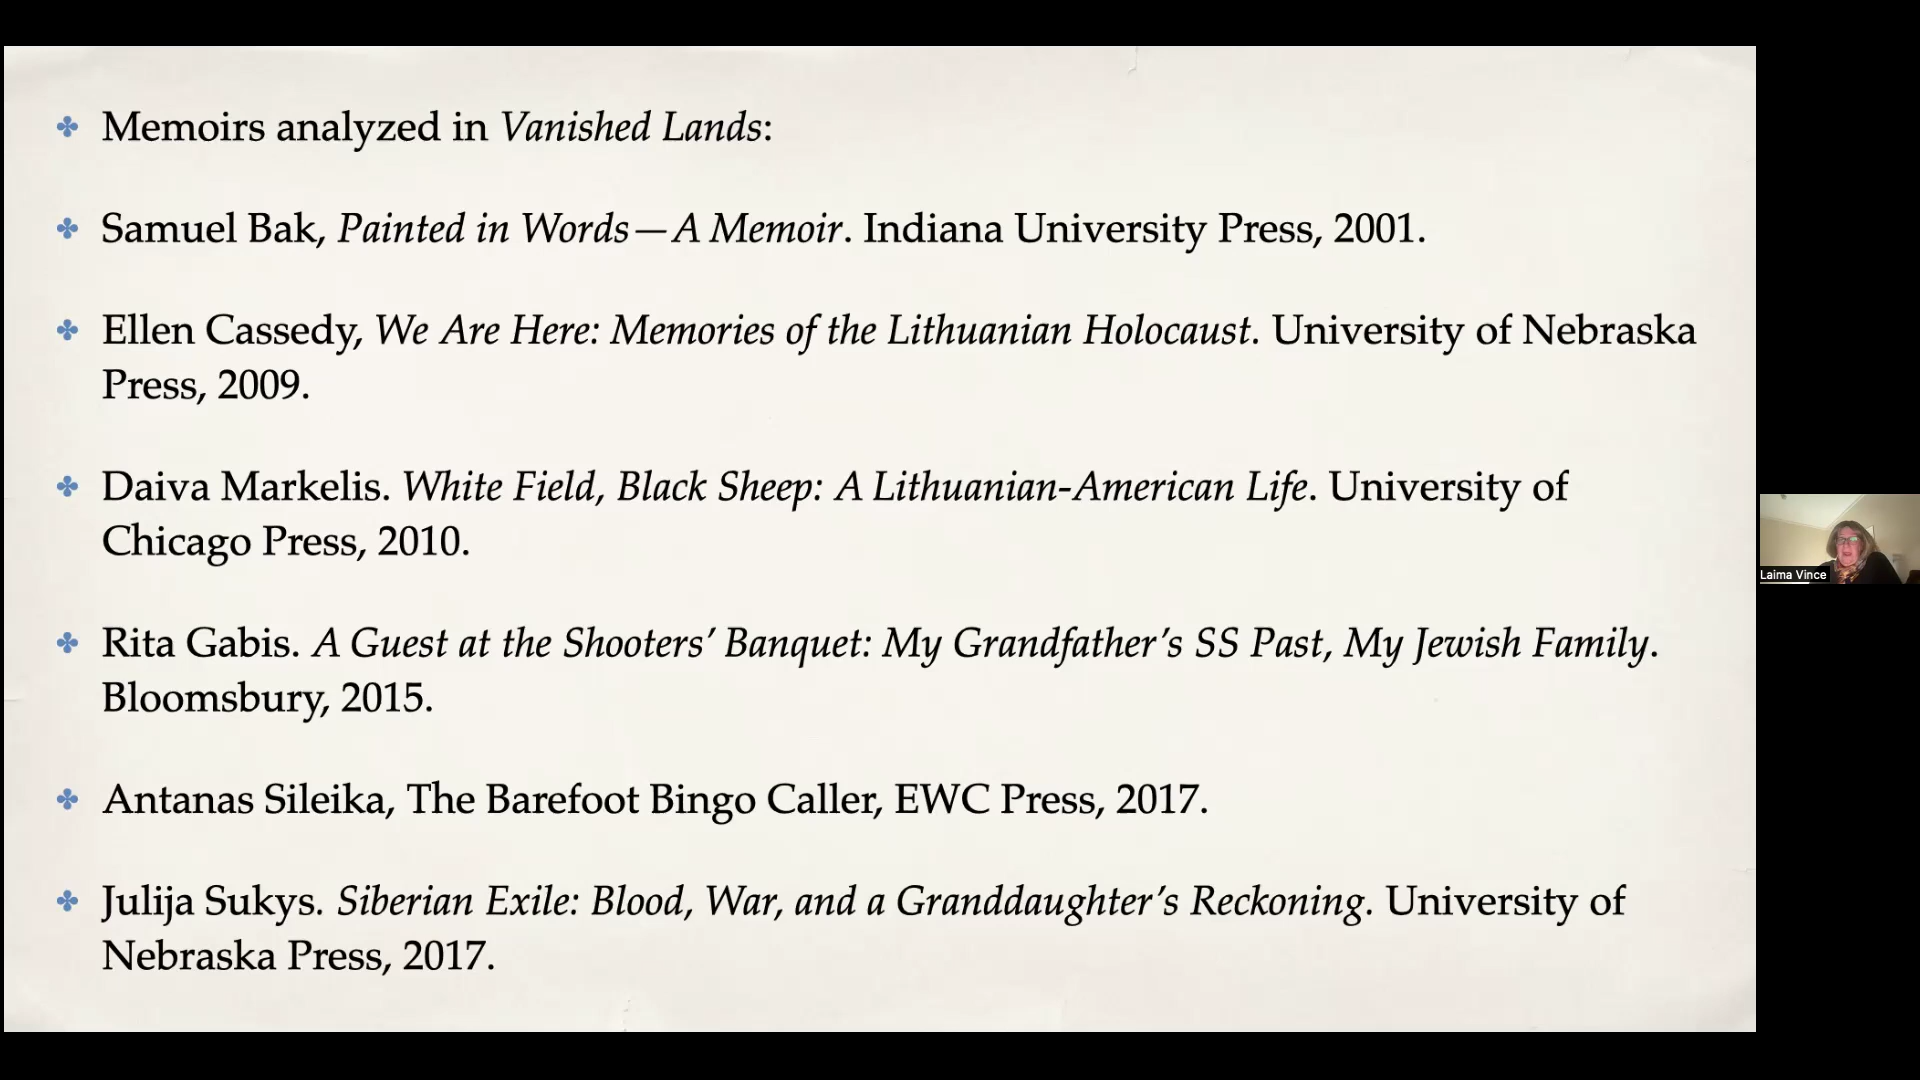 Memoirs analyzed in Vanished Lands:
Samuel Bak, Painted in Words—A Memoir. Indiana University Press, 2001.
Ellen Cassedy, We Are Here: Memories of the Lithuanian Holocaust. University of Nebraska
Press, 2009.
Daiva Markelis. White Field, Black Sheep: A Lithuanian-American Life. University of
Chicago Press, 2010.
Rita Gabis. A Guest at the Shooters’ Banquet: My Grandfather’s SS Past, My Jewish Family.
Bloomsbury, 2015.
Antanas Sileika, The Barefoot Bingo Caller, EWC Press, 2017.
Julija Sukys. Siberian Exile: Blood, War, and a Granddaughter’s Reckoning. University of
Nebraska Press, 2017.
Laima Vince